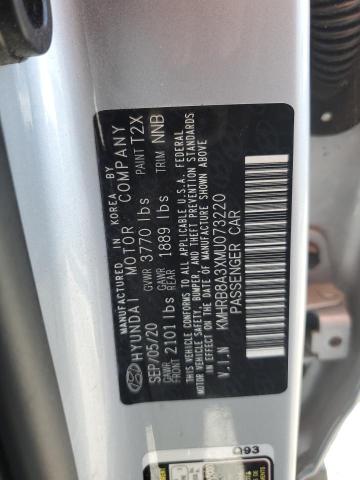 MANUFACTURED IN KOREA BY
HYUNDAI MOTOR COMPANY
SEP/05/20 GVWR 3770 lbs PAINT T2X
GAWR FRONT 2101 lbs GAWR REAR 1889 lbs TRIM NNB
THIS VEHICLE CONFORMS TO ALL APPLICABLE U.S.A. FEDERAL
MOTOR VEHICLE SAFETY, BUMPER, AND THEFT PREVENTION
STANDARDS IN EFFECT ON THE DATE OF MANUFACTURE SHOWN ABOVE
V.I.N KMHRB8A3XMU073220
PASSENGER CAR
Q93